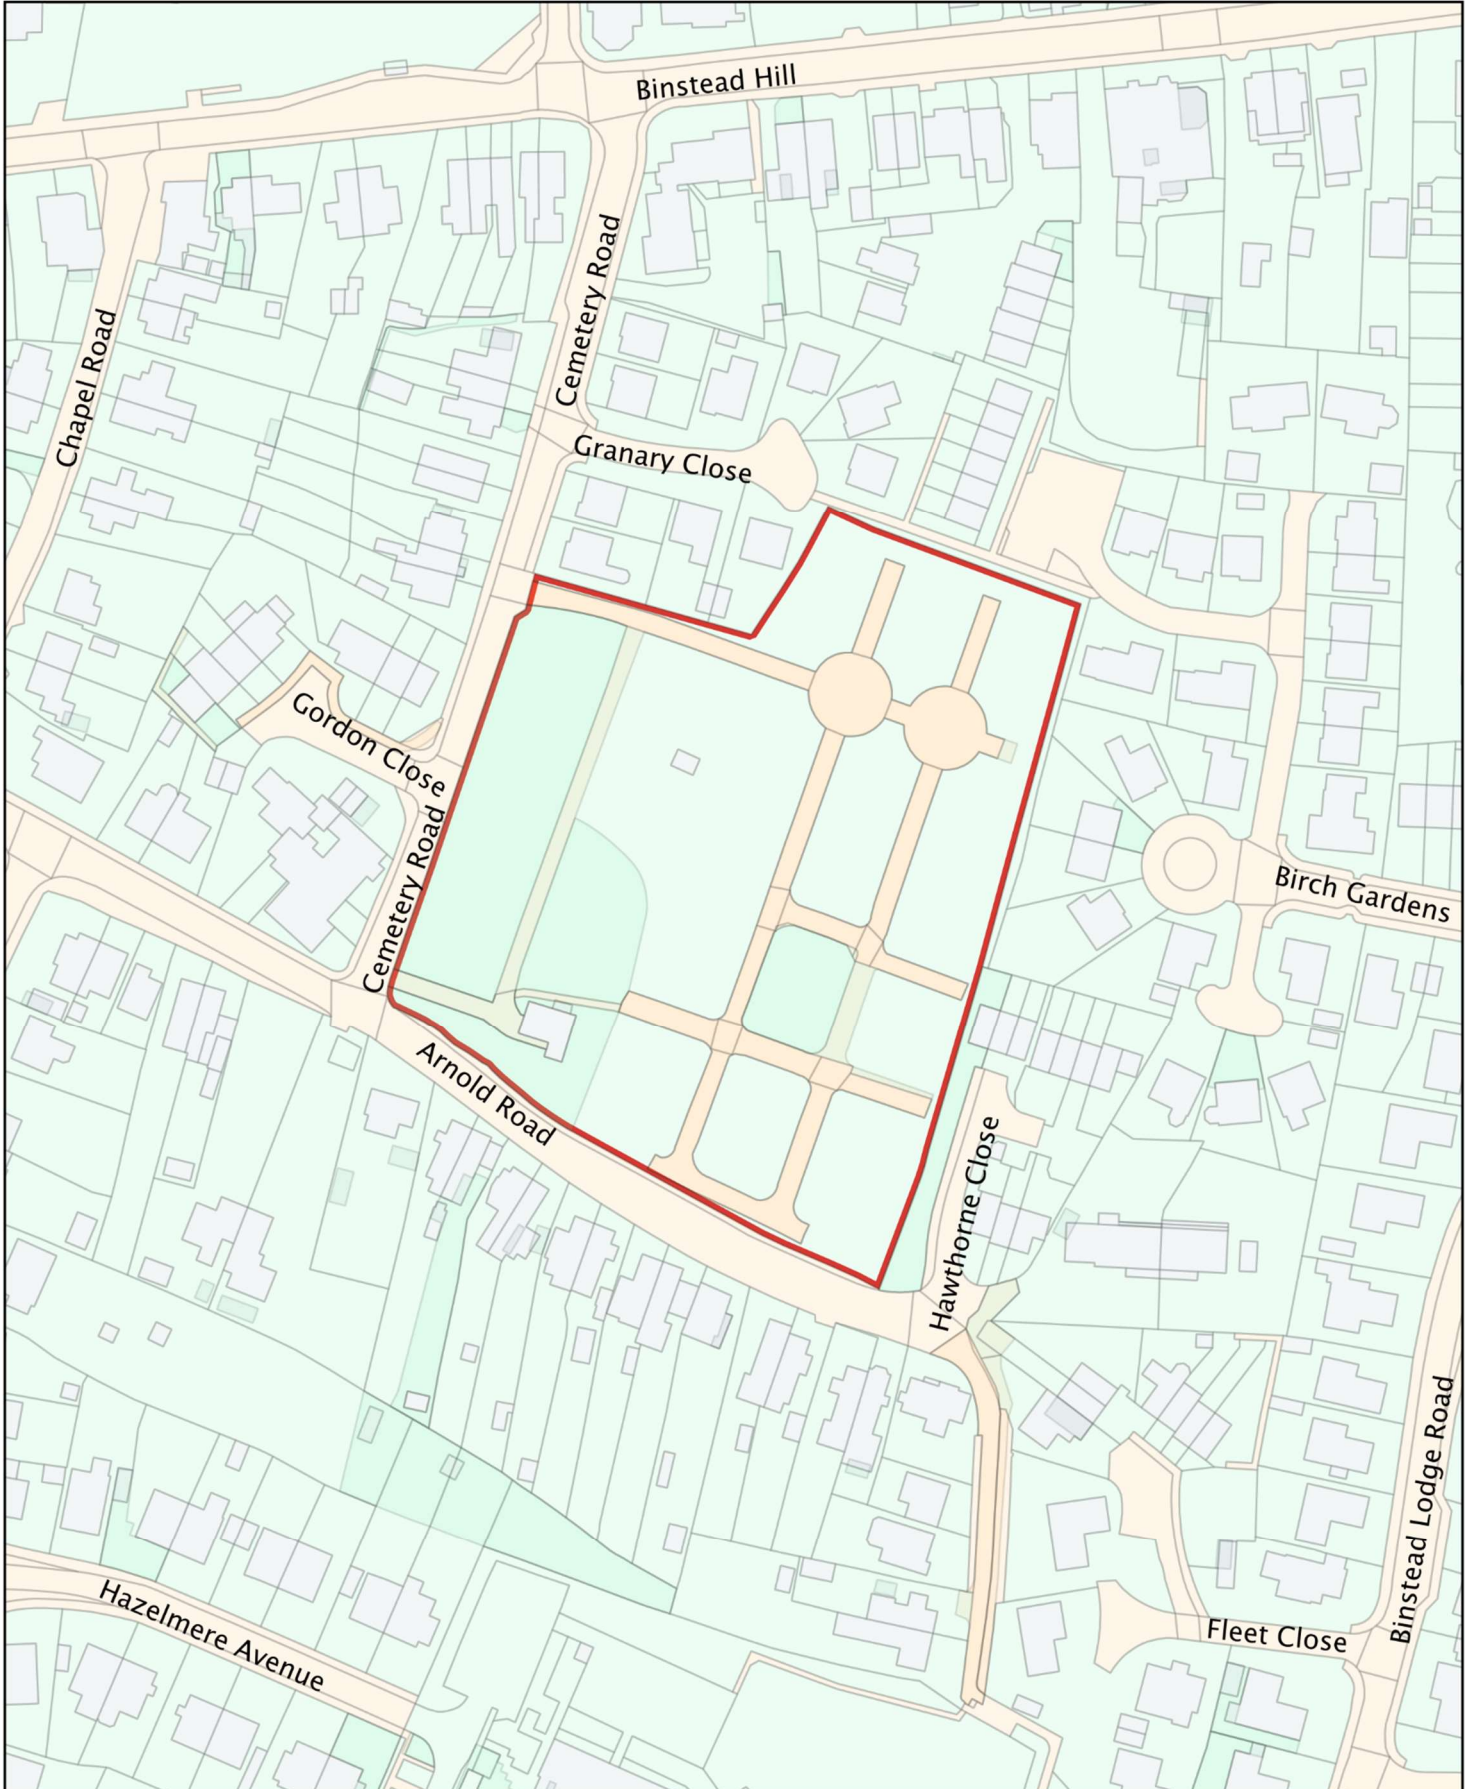 Binstead Hill
Cemetery Road
Chapel Road
Granary Close
Gordon Close
Cemetery Road
Birch Gardens
Arnold Road
Hawthorne Close
Binstead Lodge Road
Hazelmere Avenue
Fleet Close